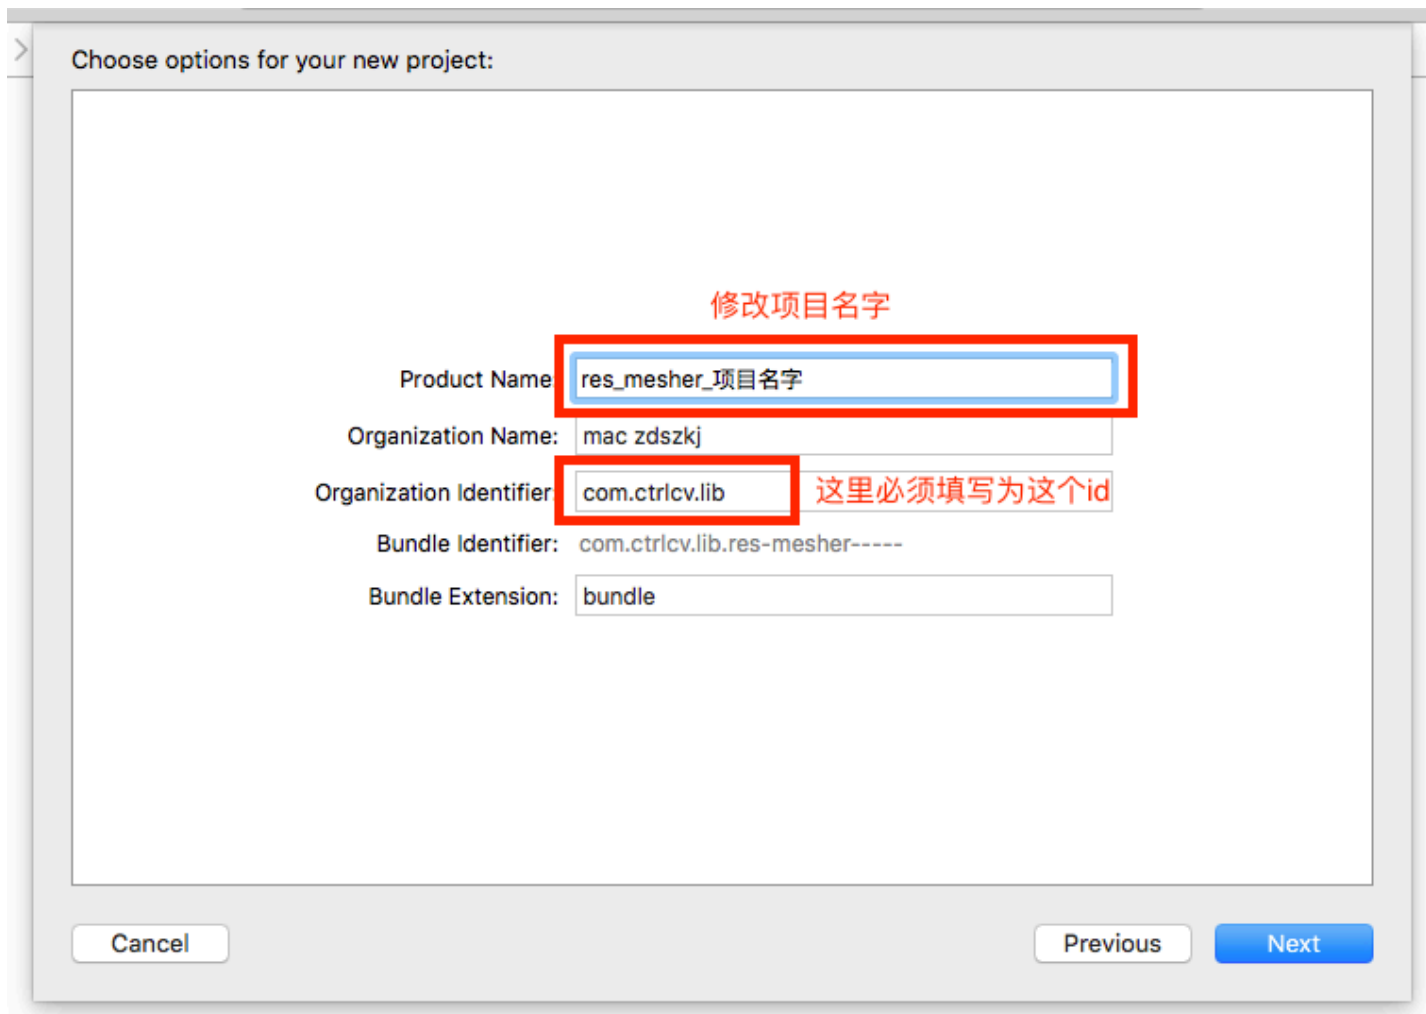 Choose options for your new project:
修改项目名字
Product Name: res_mesher_项目名字
Organization Name: mac zdszkj
Organization Identifier: com.ctrlcv.lib 这里必须填写为这个id
Bundle Identifier: com.ctrlcv.lib.res-mesher-----
Bundle Extension: bundle
Cancel Previous Next